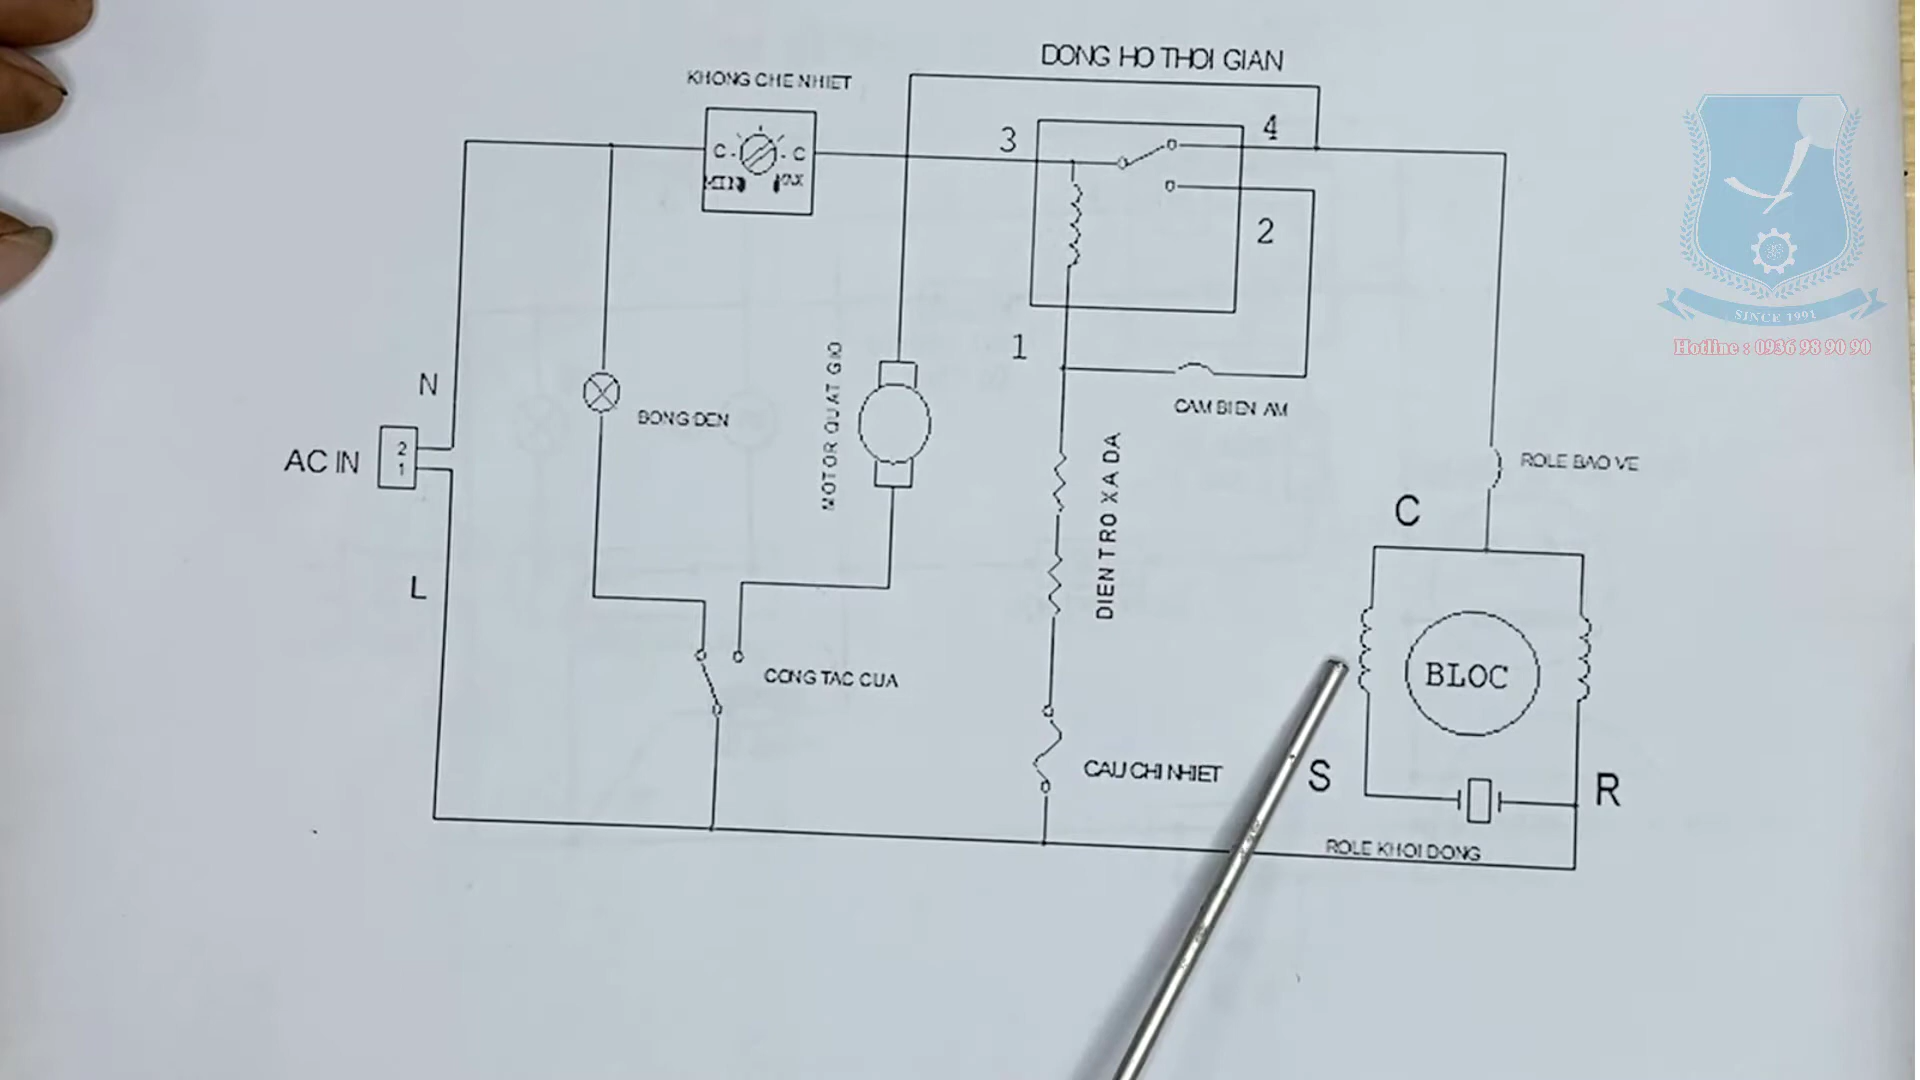 DONG HO THOI GIAN
KHONG CHE NHIET
3
4
C - - C
MAX
2
1
N
MOTOR QUAT GIO
CAM BIEN AM
BONG DEN
AC IN
2
1
DIEN TRO XA DA
ROLE BAO VE
C
L
CONG TAC CUA
BLOC
CAU CHI NHIET
S
R
ROLE KHOI DONG
SINCE 1991
Hotline : 0936 98 90 90